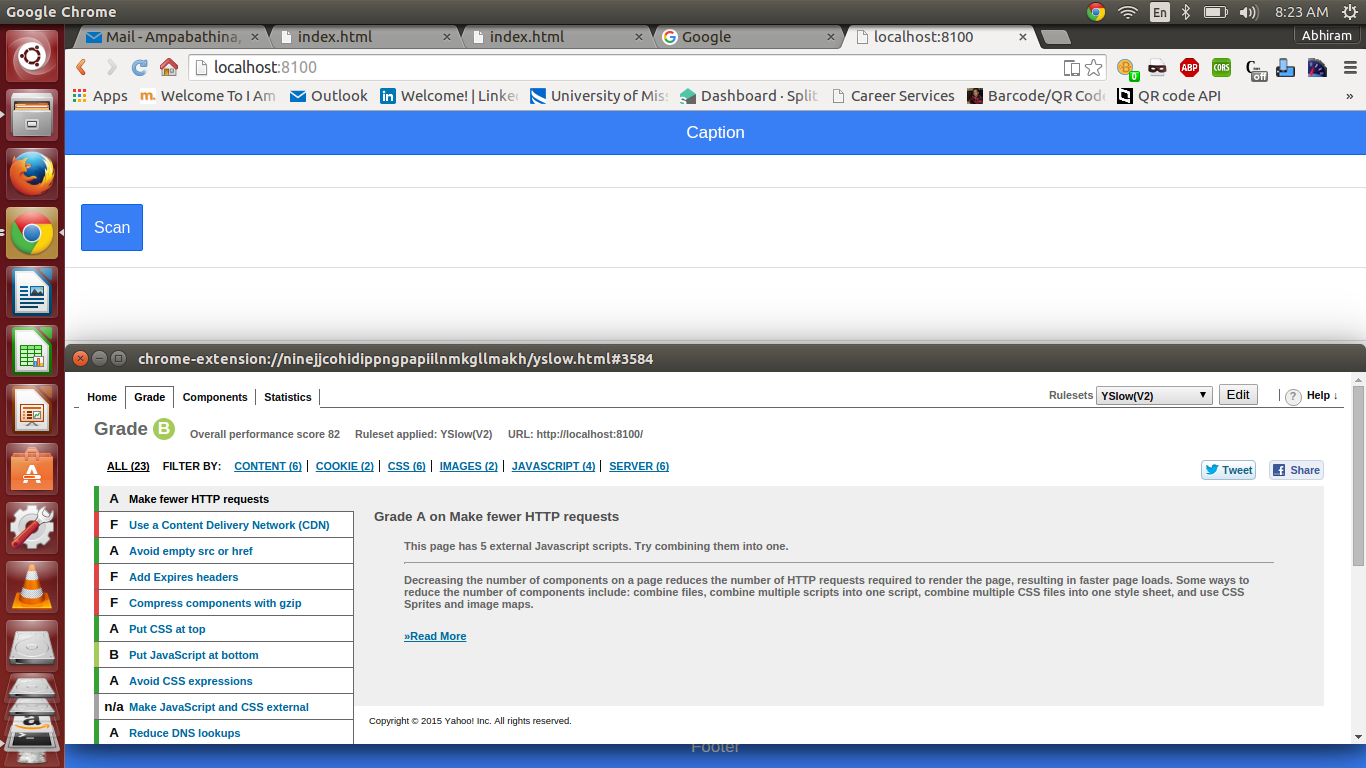 Google Chrome
En
8:23 AM
Mail - Ampabathina,
index.html
index.html
Google
localhost:8100
Abhiram
localhost:8100
0
ABP
CORS
off
Apps
Welcome To I Am
Outlook
Welcome! | Linke
University of Mis
Dashboard · Split
Career Services
Barcode/QR Code
QR code API
»
Caption
Scan
chrome-extension://ninejjcohidippngpapiilnmkgllmakh/yslow.html#3584
Home
Grade
Components
Statistics
Rulesets
YSlow(V2)
Edit
?
Help ↓
Grade B
Overall performance score 82
Ruleset applied: YSlow(V2)
URL: http://localhost:8100/
ALL (23)
FILTER BY:
CONTENT (6)
COOKIE (2)
CSS (6)
IMAGES (2)
JAVASCRIPT (4)
SERVER (6)
Tweet
Share
A Make fewer HTTP requests
F Use a Content Delivery Network (CDN)
A Avoid empty src or href
F Add Expires headers
F Compress components with gzip
A Put CSS at top
B Put JavaScript at bottom
A Avoid CSS expressions
n/a Make JavaScript and CSS external
A Reduce DNS lookups
Grade A on Make fewer HTTP requests
This page has 5 external Javascript scripts. Try combining them into one.
Decreasing the number of components on a page reduces the number of HTTP requests required to render the page, resulting in faster page loads. Some ways to
reduce the number of components include: combine files, combine multiple scripts into one script, combine multiple CSS files into one style sheet, and use CSS
Sprites and image maps.
»Read More
Copyright © 2015 Yahoo! Inc. All rights reserved.
Footer